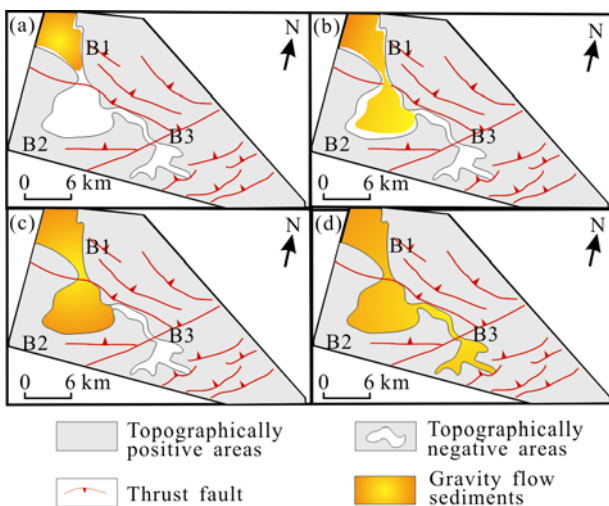 (a)
B1
N
B2
B3
0 6 km
(b)
B1
N
B2
B3
0 6 km
(c)
B1
N
B2
B3
0 6 km
(d)
B1
N
B2
B3
0 6 km
Topographically
positive areas
Topographically
negative areas
Thrust fault
Gravity flow
sediments